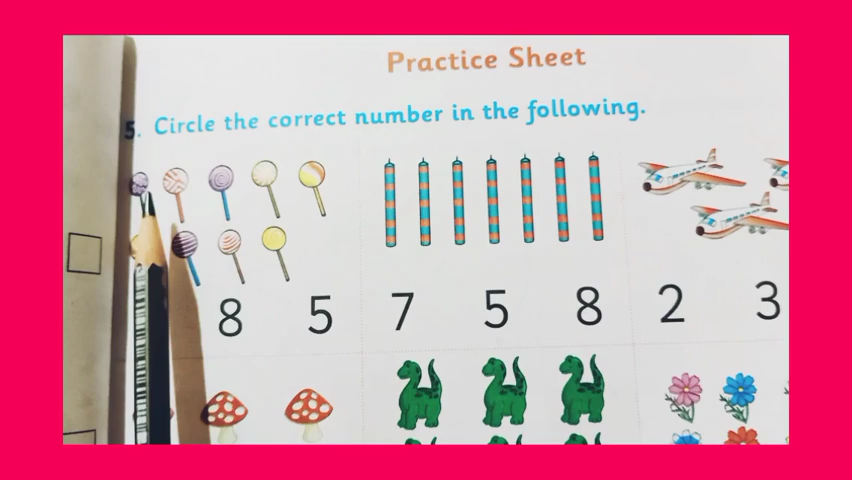 Practice Sheet
5. Circle the correct number in the following.
8 5 7 5 8 2 3